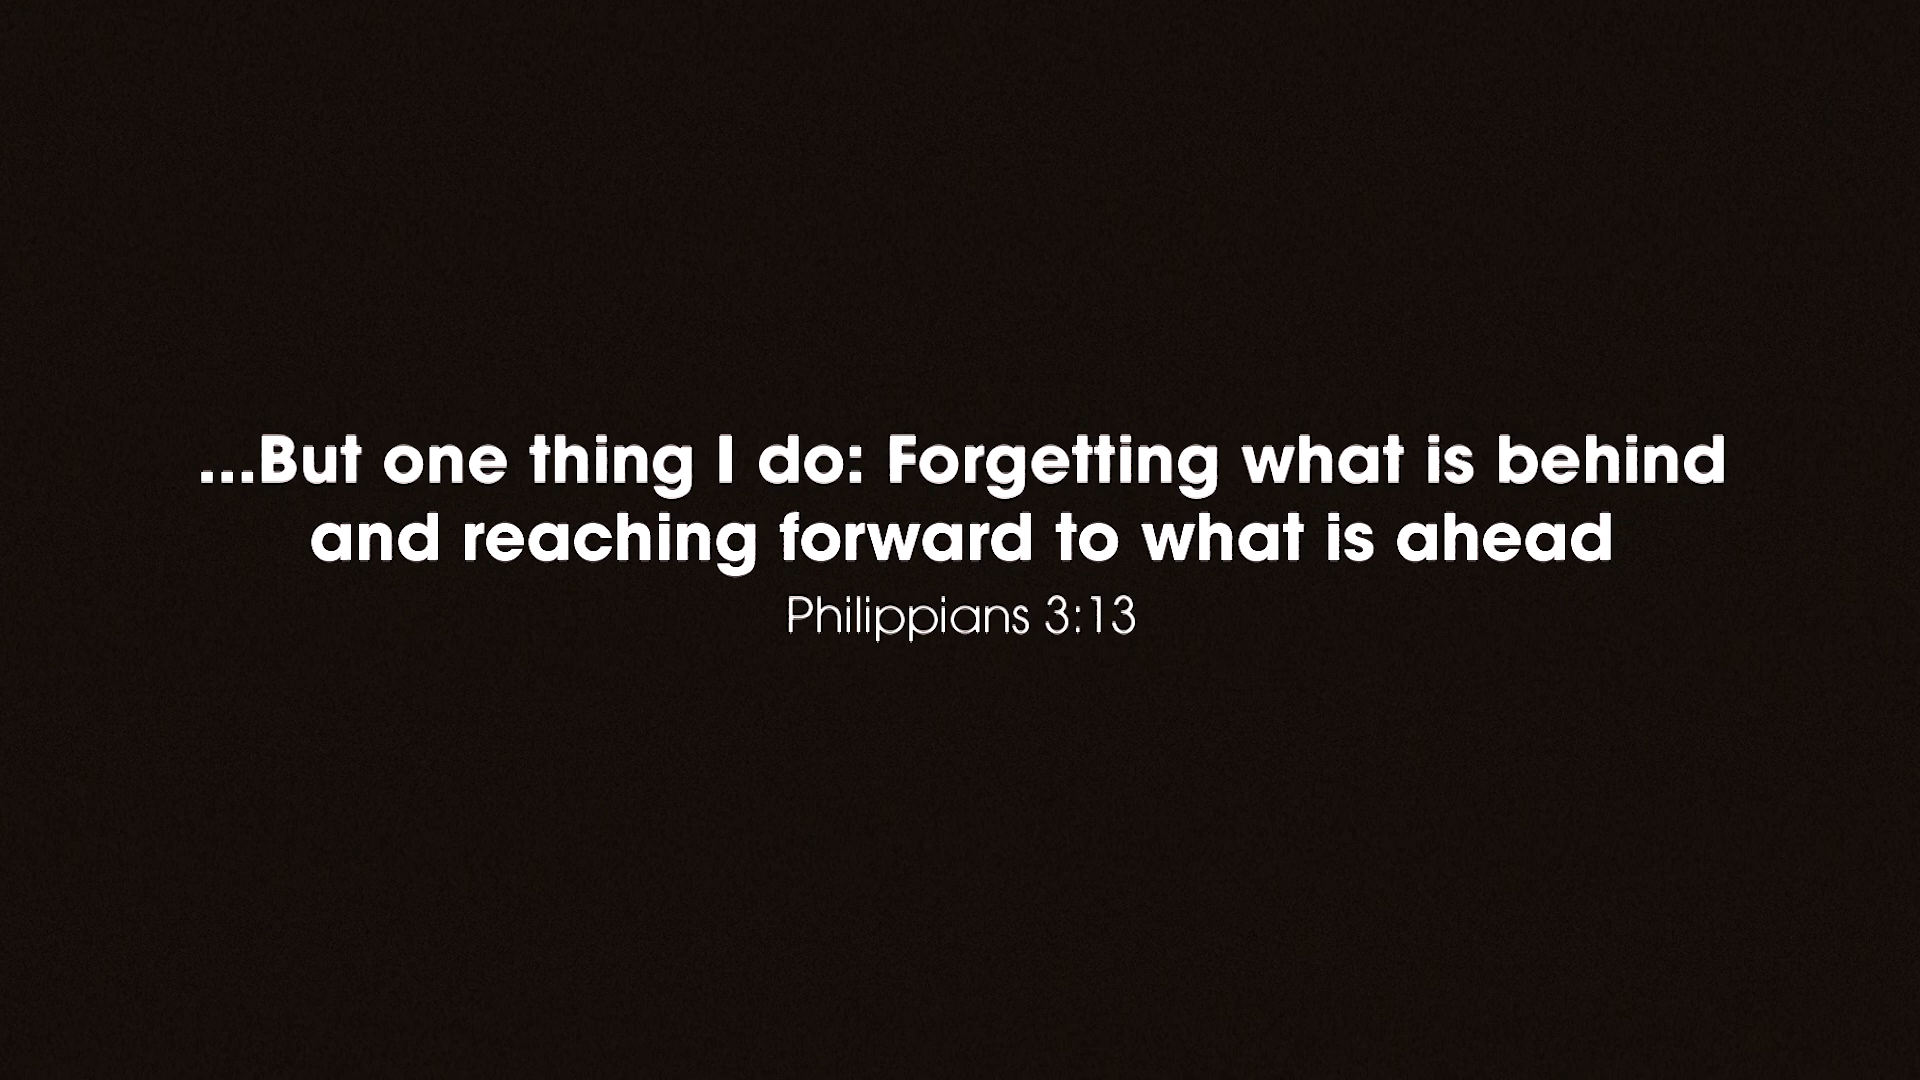 ...But one thing I do: Forgetting what is behind
and reaching forward to what is ahead
Philippians 3:13